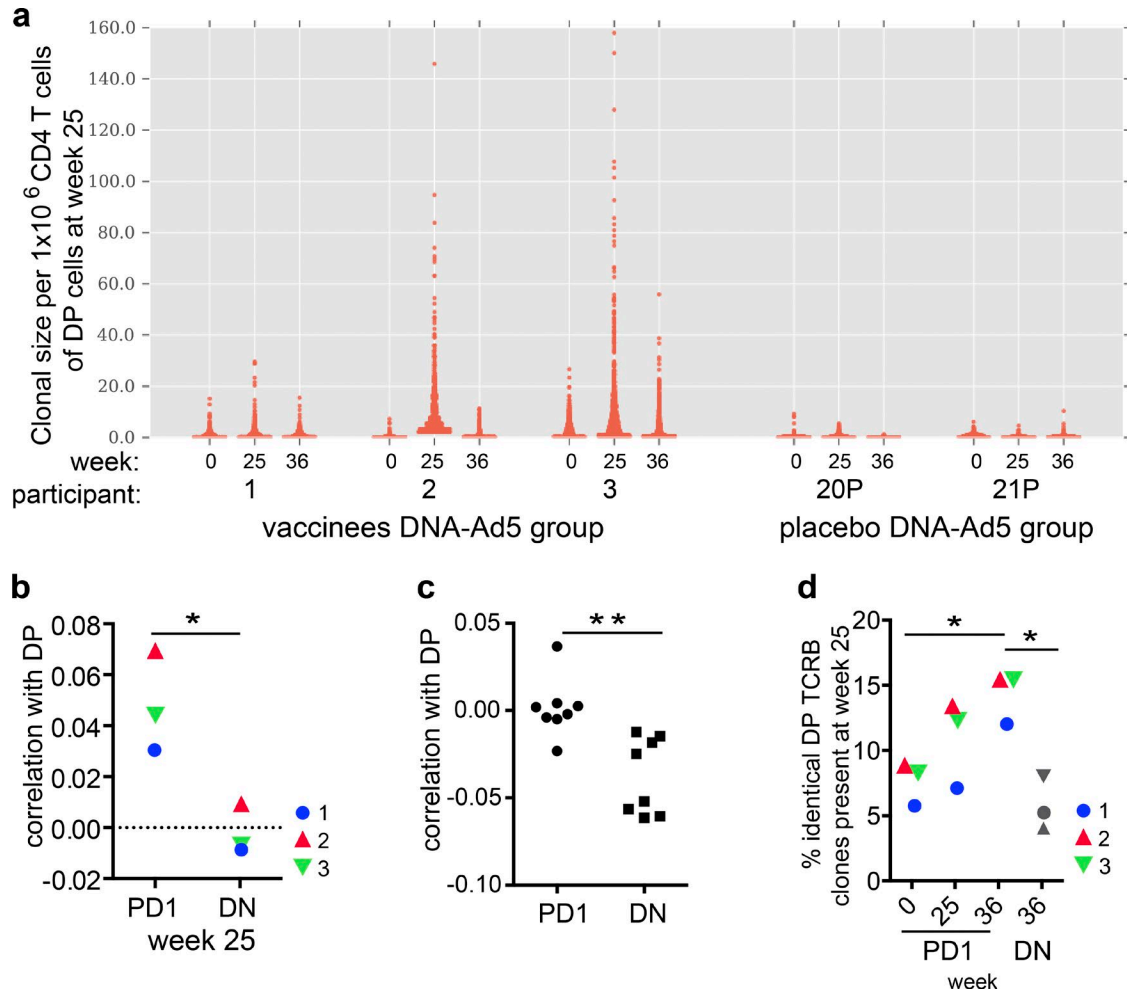 a
Clonal size per 1x10⁶ CD4 T cells
of DP cells at week 25
160.0
140.0
120.0
100.0
80.0
60.0
40.0
20.0
0.0
week: 0 25 36 0 25 36 0 25 36 0 25 36 0 25 36
participant: 1 2 3 20P 21P
vaccinees DNA-Ad5 group placebo DNA-Ad5 group
b
correlation with DP
0.08
0.06
0.04
0.02
0.00
-0.02
*
PD1 DN
week 25
1
2
3
c
correlation with DP
0.05
0.00
-0.05
-0.10
**
PD1 DN
d
% identical DP TCRB
clones present at week 25
20
15
10
5
0
* *
0 25 36 36
PD1 DN
week
1
2
3